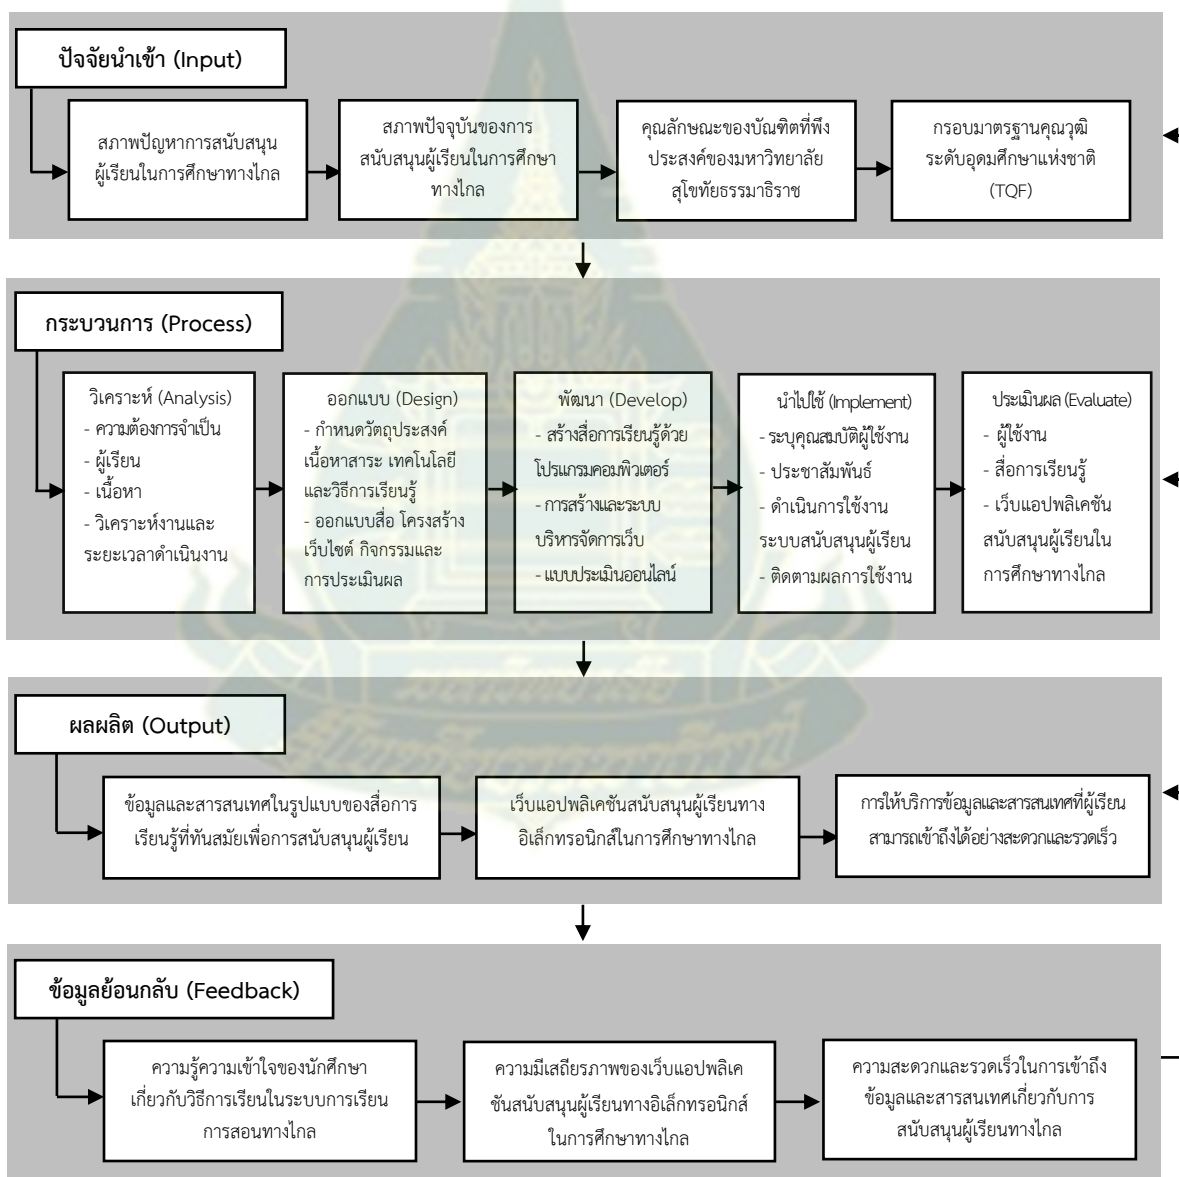 ปัจจัยนำเข้า (Input)
สภาพปัญหาการสนับสนุน
ผู้เรียนในการศึกษาทางไกล
สภาพปัจจุบันของการ
สนับสนุนผู้เรียนในการศึกษา
ทางไกล
คุณลักษณะของบัณฑิตที่พึง
ประสงค์ของมหาวิทยาลัย
สุโขทัยธรรมาธิราช
กรอบมาตรฐานคุณวุฒิ
ระดับอุดมศึกษาแห่งชาติ
(TQF)
กระบวนการ (Process)
วิเคราะห์ (Analysis)
- ความต้องการจำเป็น
- ผู้เรียน
- เนื้อหา
- วิเคราะห์งานและ
ระยะเวลาดำเนินงาน
ออกแบบ (Design)
- กำหนดวัตถุประสงค์
เนื้อหาสาระ เทคโนโลยี
และวิธีการเรียนรู้
- ออกแบบสื่อ โครงสร้าง
เว็บไซต์ กิจกรรมและ
การประเมินผล
พัฒนา (Develop)
- สร้างสื่อการเรียนรู้ด้วย
โปรแกรมคอมพิวเตอร์
- การสร้างและระบบ
บริหารจัดการเว็บ
- แบบประเมินออนไลน์
นำไปใช้ (Implement)
- ระบุคุณสมบัติผู้ใช้งาน
- ประชาสัมพันธ์
- ดำเนินการใช้งาน
ระบบสนับสนุนผู้เรียน
- ติดตามผลการใช้งาน
ประเมินผล (Evaluate)
- ผู้ใช้งาน
- สื่อการเรียนรู้
- เว็บแอปพลิเคชัน
สนับสนุนผู้เรียนใน
การศึกษาทางไกล
ผลผลิต (Output)
ข้อมูลและสารสนเทศในรูปแบบของสื่อการ
เรียนรู้ที่ทันสมัยเพื่อการสนับสนุนผู้เรียน
เว็บแอปพลิเคชันสนับสนุนผู้เรียนทาง
อิเล็กทรอนิกส์ในการศึกษาทางไกล
การให้บริการข้อมูลและสารสนเทศที่ผู้เรียน
สามารถเข้าถึงได้อย่างสะดวกและรวดเร็ว
ข้อมูลย้อนกลับ (Feedback)
ความรู้ความเข้าใจของนักศึกษา
เกี่ยวกับวิธีการเรียนในระบบการเรียน
การสอนทางไกล
ความมีเสถียรภาพของเว็บแอปพลิเค
ชันสนับสนุนผู้เรียนทางอิเล็กทรอนิกส์
ในการศึกษาทางไกล
ความสะดวกและรวดเร็วในการเข้าถึง
ข้อมูลและสารสนเทศเกี่ยวกับการ
สนับสนุนผู้เรียนทางไกล